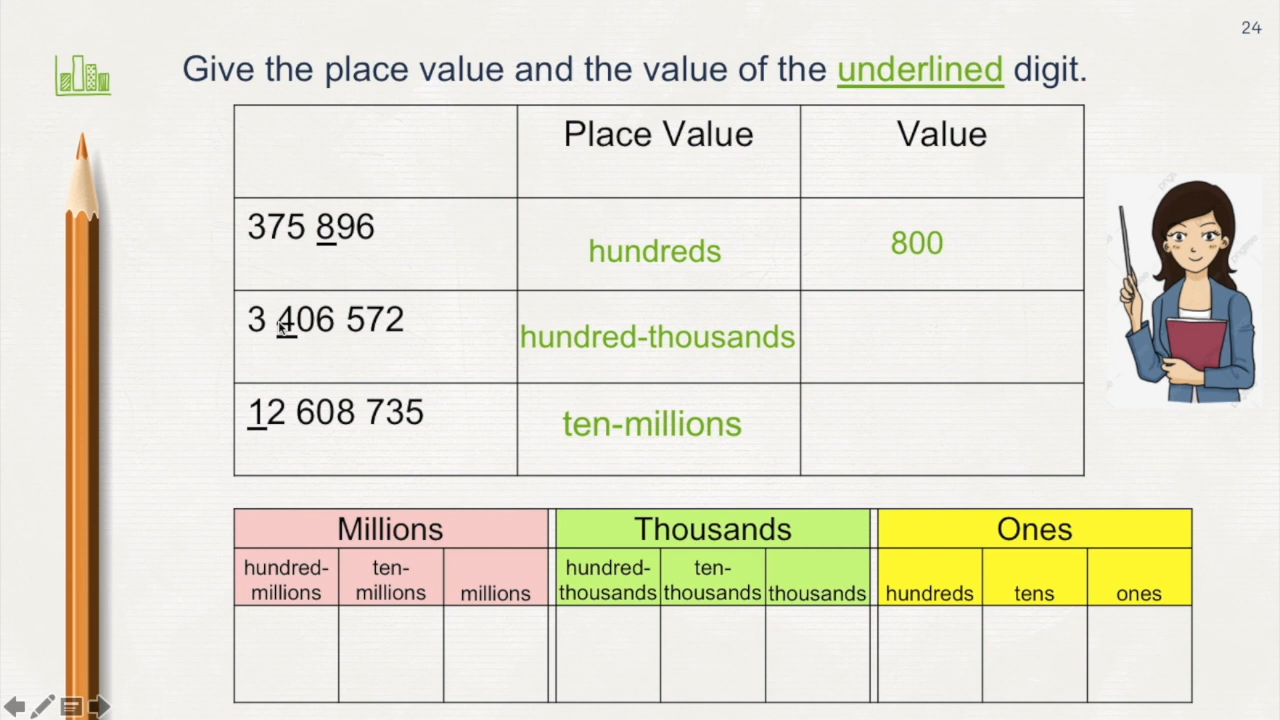 24
Give the place value and the value of the underlined digit.
Place Value Value
375 896 hundreds 800
3 406 572 hundred-thousands
12 608 735 ten-millions
Millions Thousands Ones
hundred-millions ten-millions millions hundred-thousands ten-thousands thousands hundreds tens ones